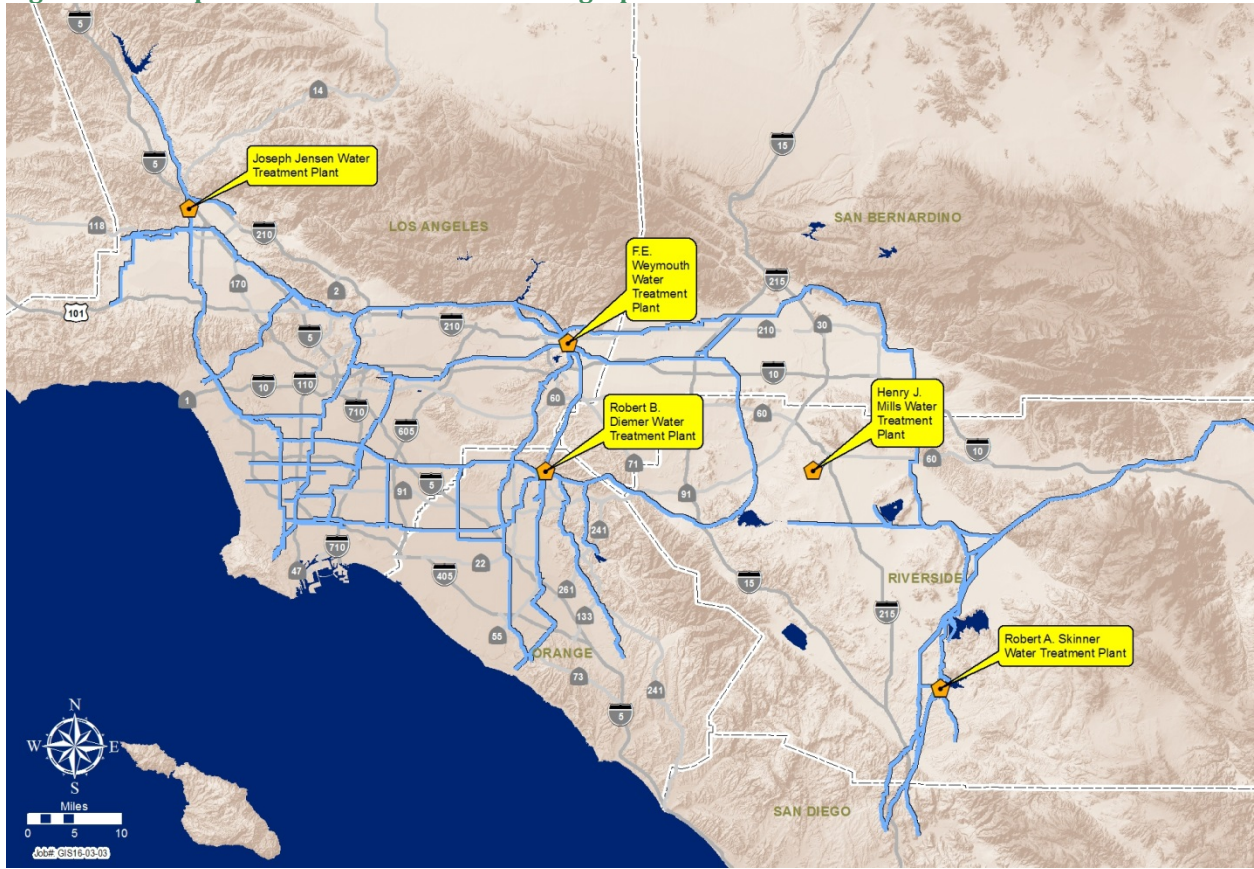 5
14
15
5
Joseph Jensen Water
Treatment Plant
118
210
LOS ANGELES
SAN BERNARDINO
F.E.
Weymouth
Water
Treatment
Plant
215
170
2
101
5
210
210
30
10
110
10
1
710
605
60
60
Robert B.
Diemer Water
Treatment Plant
Henry J.
Mills Water
Treatment
Plant
71
60
10
91
5
91
241
710
22
47
405
261
15
RIVERSIDE
133
215
55
ORANGE
Robert A. Skinner
Water Treatment Plant
73
241
5
N
W
E
S
Miles
0
5
10
Job# GIS16-03-03
SAN DIEGO